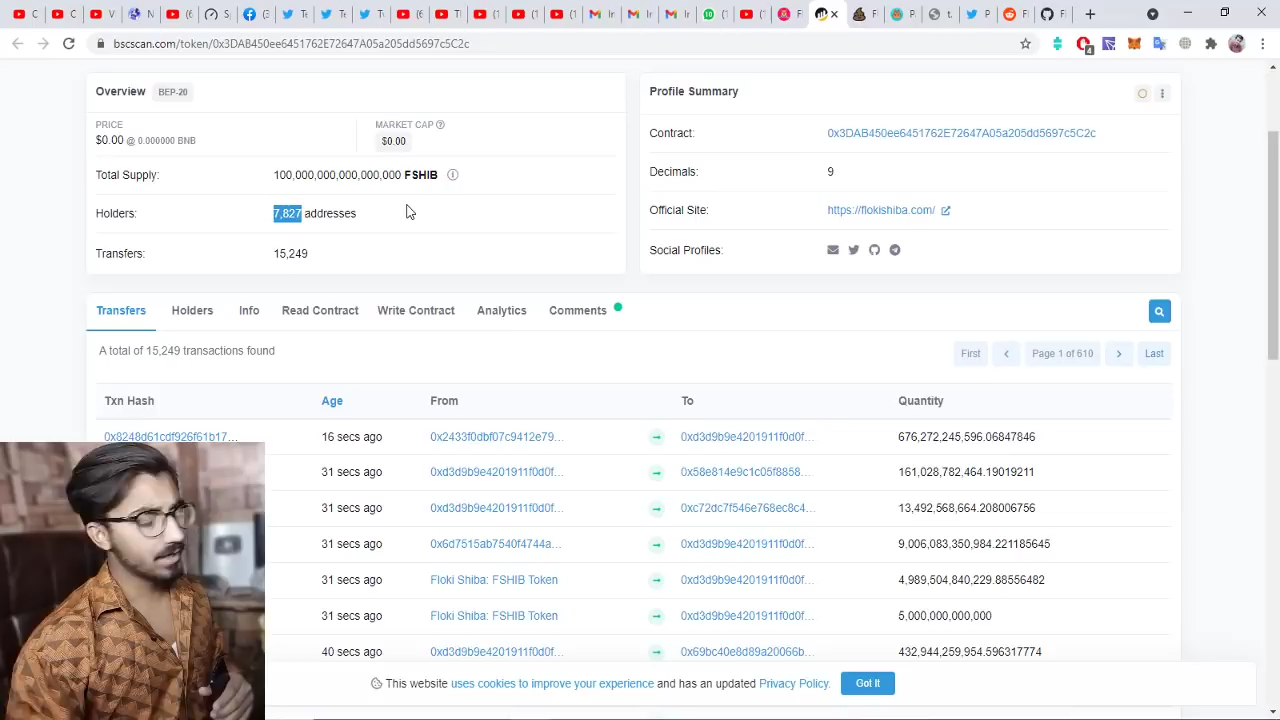 bscscan.com/token/0x3DAB450ee6451762E72647A05a205dd5697c5C2c
Overview BEP-20
PRICE
$0.00 @ 0.000000 BNB
MARKET CAP
$0.00
Total Supply: 100,000,000,000,000,000 FSHIB
Holders: 7,827 addresses
Transfers: 15,249
Profile Summary
Contract: 0x3DAB450ee6451762E72647A05a205dd5697c5C2c
Decimals: 9
Official Site: https://flokishiba.com/
Social Profiles:
Transfers Holders Info Read Contract Write Contract Analytics Comments
A total of 15,249 transactions found
First Page 1 of 610 Last
Txn Hash Age From To Quantity
0x8248d61cdf926f61b17... 16 secs ago 0x2433f0dbf07c9412e79... 0xd3d9b9e4201911f0d0f... 676,272,245,596.06847846
31 secs ago 0xd3d9b9e4201911f0d0f... 0x58e814e9c1c05f8858... 161,028,782,464.19019211
31 secs ago 0xd3d9b9e4201911f0d0f... 0xc72dc7f546e768ec8c4... 13,492,568,664.208006756
31 secs ago 0x6d7515ab7540f4744a... 0xd3d9b9e4201911f0d0f... 9,006,083,350,984.221185645
31 secs ago Floki Shiba: FSHIB Token 0xd3d9b9e4201911f0d0f... 4,989,504,840,229.88556482
31 secs ago Floki Shiba: FSHIB Token 0xd3d9b9e4201911f0d0f... 5,000,000,000,000
40 secs ago 0xd3d9b9e4201911f0d0f... 0x69bc40e8d89a20066b... 432,944,259,954.596317774
This website uses cookies to improve your experience and has an updated Privacy Policy. Got It